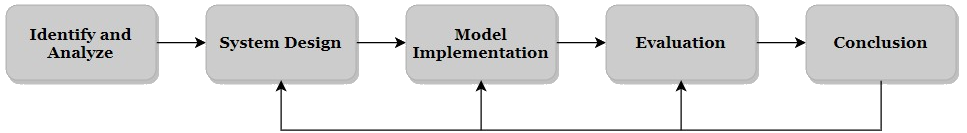 Identify and
Analyze
System Design
Model
Implementation
Evaluation
Conclusion